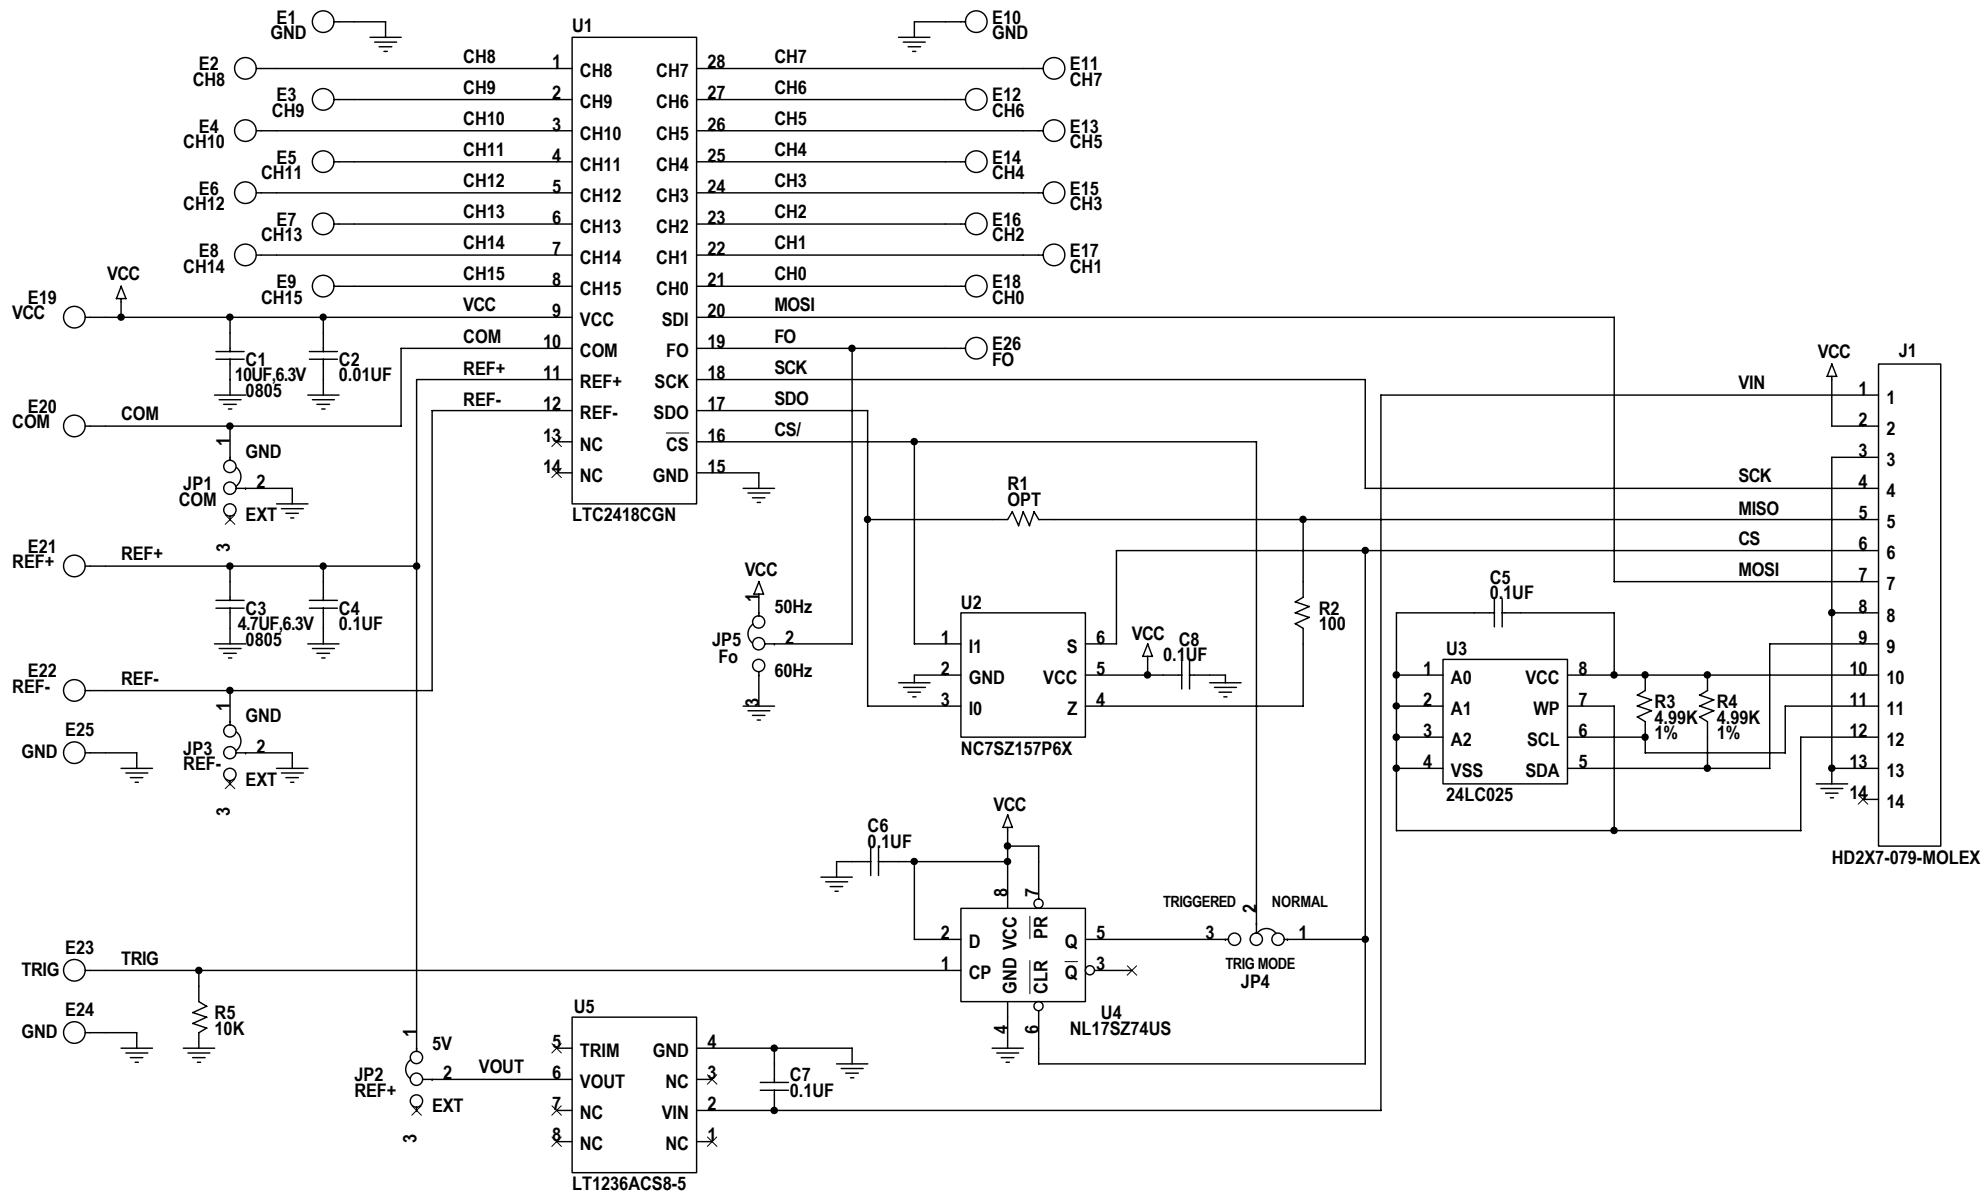 E1
GND
E2
CH8
E3
CH9
E4
CH10
E5
CH11
E6
CH12
E7
CH13
E8
CH14
E9
CH15
CH8
CH9
CH10
CH11
CH12
CH13
CH14
CH15
VCC
COM
REF+
REF-
U1
1 CH8 CH7 28
2 CH9 CH6 27
3 CH10 CH5 26
4 CH11 CH4 25
5 CH12 CH3 24
6 CH13 CH2 23
7 CH14 CH1 22
8 CH15 CH0 21
9 VCC SDI 20
10 COM FO 19
11 REF+ SCK 18
12 REF- SDO 17
13 NC CS 16
14 NC GND 15
LTC2418CGN
CH7
CH6
CH5
CH4
CH3
CH2
CH1
CH0
MOSI
FO
SCK
SDO
CS/
E10
GND
E11
CH7
E12
CH6
E13
CH5
E14
CH4
E15
CH3
E16
CH2
E17
CH1
E18
CH0
E26
FO
VCC
E19
VCC
C1
10UF,6.3V
0805
C2
0.01UF
E20
COM
COM
1
GND
JP1
COM
2
EXT
3
E21
REF+
REF+
C3
4.7UF,6.3V
0805
C4
0.1UF
E22
REF-
REF-
1
GND
JP3
REF-
2
EXT
3
E25
GND
VCC
1
50Hz
JP5
Fo
2
60Hz
3
R1
OPT
R2
100
U2
1 I1 S 6
2 GND VCC 5
3 I0 Z 4
NC7SZ157P6X
VCC
C8
0.1UF
VCC
J1
VIN
SCK
MISO
CS
MOSI
1 1
2 2
3 3
4 4
5 5
6 6
7 7
8 8
9 9
10 10
11 11
12 12
13 13
14 14
HD2X7-079-MOLEX
C5
0.1UF
U3
1 A0 VCC 8
2 A1 WP 7
3 A2 SCL 6
4 VSS SDA 5
24LC025
R3
4.99K
1%
R4
4.99K
1%
VCC
C6
0.1UF
8 7
2 D VCC PR Q 5
1 CP GND CLR Q 3
4 6
U4
NL17SZ74US
TRIGGERED 2 NORMAL
3 1
TRIG MODE
JP4
E23
TRIG
TRIG
E24
GND
R5
10K
1
5V
JP2
REF+
2
VOUT
EXT
3
U5
5 TRIM GND 4
6 VOUT NC 3
7 NC VIN 2
8 NC NC 1
LT1236ACS8-5
C7
0.1UF